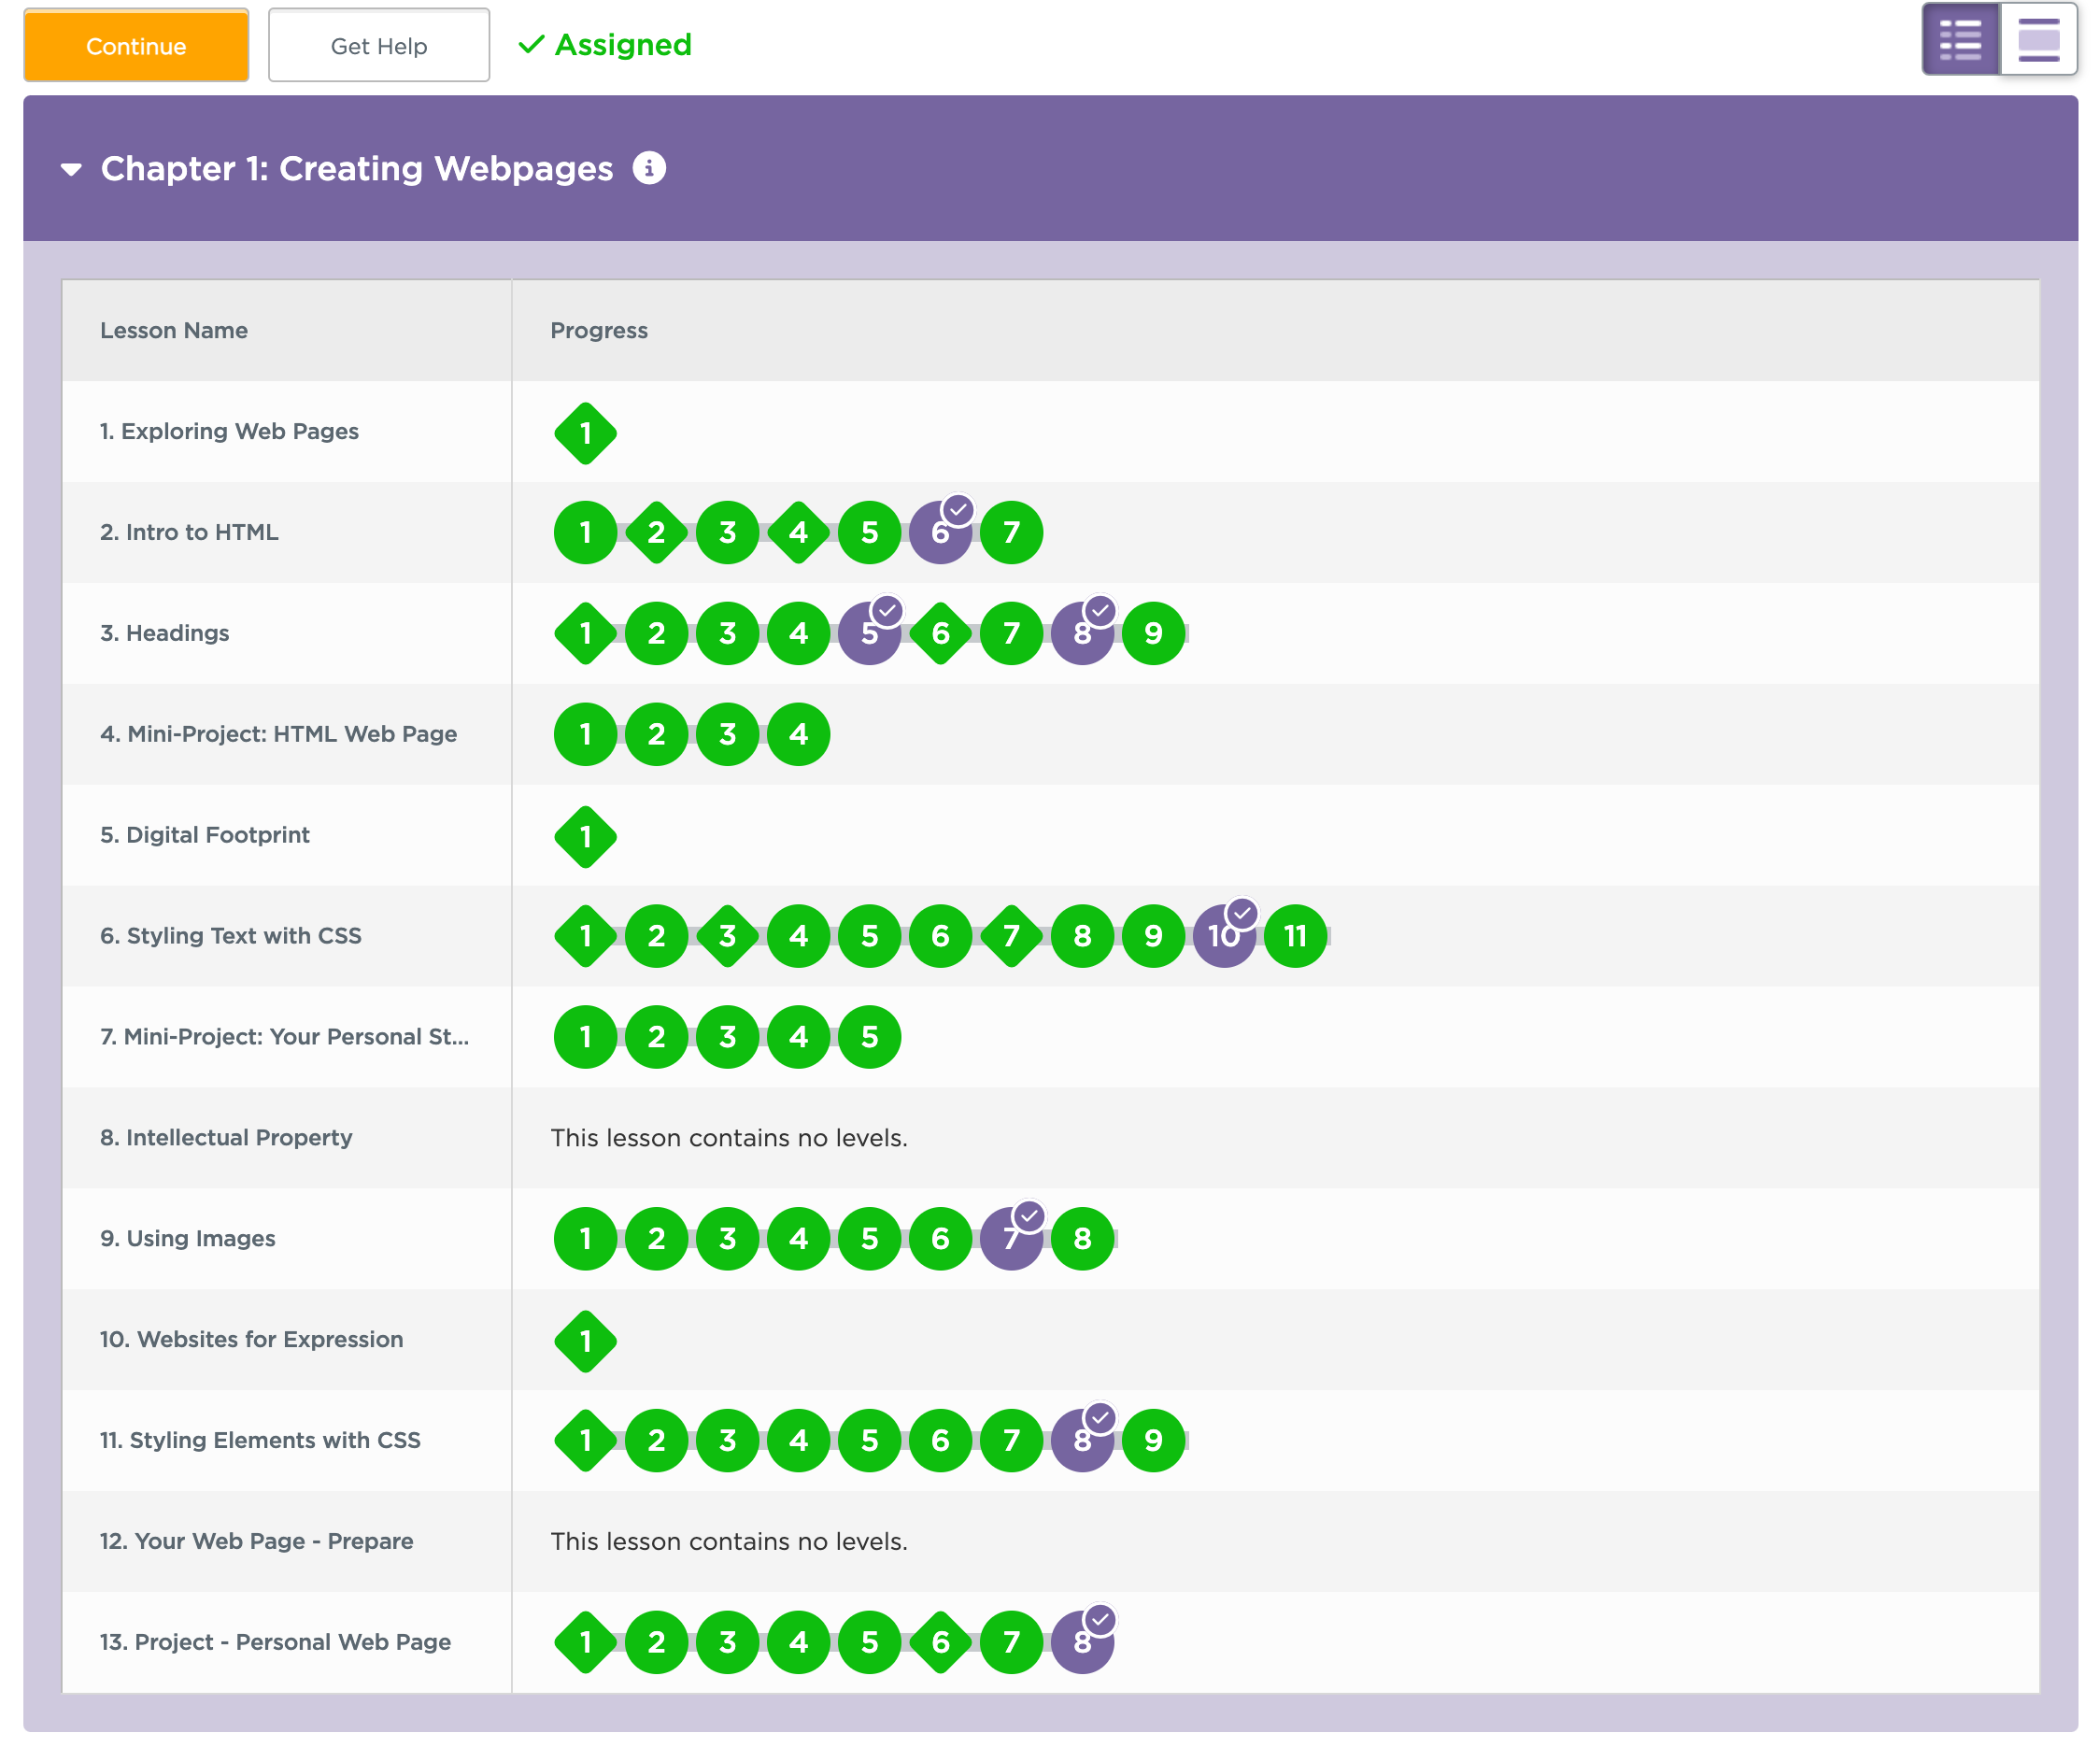 Continue
Get Help
Assigned
Chapter 1: Creating Webpages
Lesson Name
Progress
1. Exploring Web Pages
1
2. Intro to HTML
1 2 3 4 5 6 7
3. Headings
1 2 3 4 5 6 7 8 9
4. Mini-Project: HTML Web Page
1 2 3 4
5. Digital Footprint
1
6. Styling Text with CSS
1 2 3 4 5 6 7 8 9 10 11
7. Mini-Project: Your Personal St...
1 2 3 4 5
8. Intellectual Property
This lesson contains no levels.
9. Using Images
1 2 3 4 5 6 7 8
10. Websites for Expression
1
11. Styling Elements with CSS
1 2 3 4 5 6 7 8 9
12. Your Web Page - Prepare
This lesson contains no levels.
13. Project - Personal Web Page
1 2 3 4 5 6 7 8